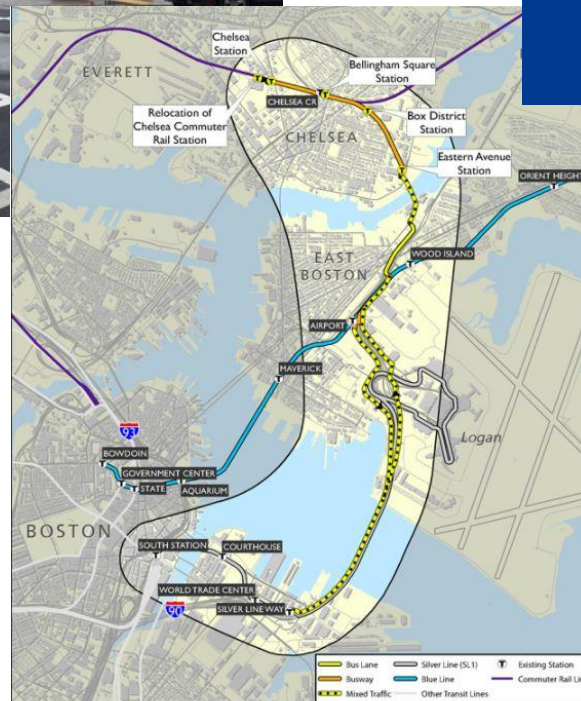 Chelsea
Station
EVERETT
Bellingham Square
Station
CHELSEA CR
Relocation of
Chelsea Commuter
Rail Station
Box District
Station
CHELSEA
Eastern Avenue
Station
ORIENT HEIGHT
EAST
BOSTON
WOOD ISLAND
AIRPORT
MAVERICK
Logan
93
BOWDOIN
GOVERNMENT CENTER
STATE
AQUARIUM
BOSTON
SOUTH STATION
COURTHOUSE
WORLD TRADE CENTER
90
SILVER LINE WAY
Bus Lane
Silver Line (SL1)
T Existing Station
Busway
Blue Line
Commuter Rail Li
Mixed Traffic
Other Transit Lines